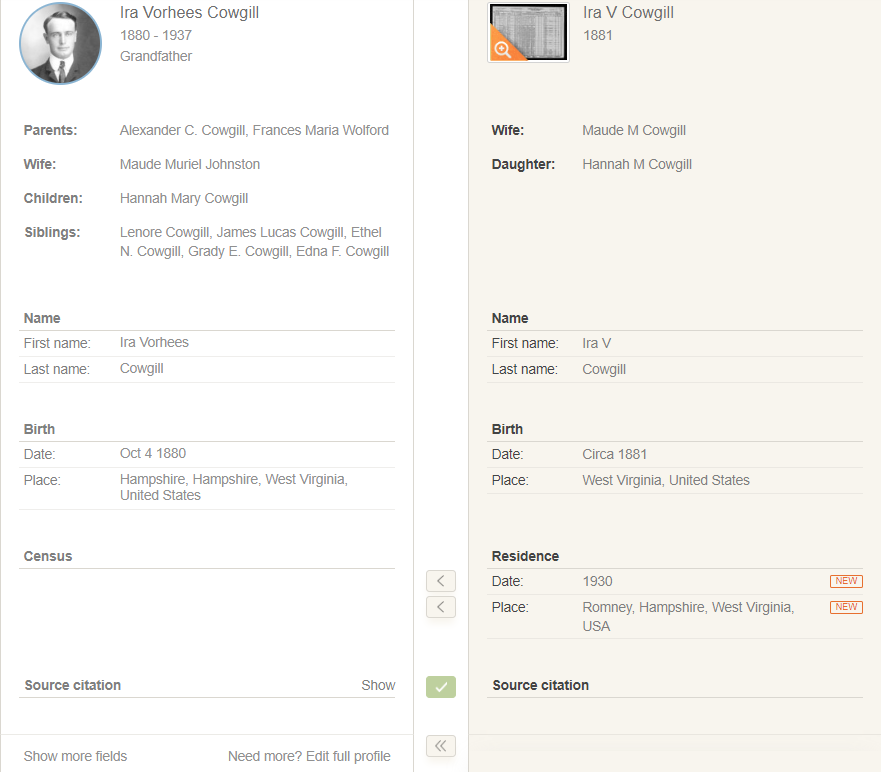 Ira Vorhees Cowgill
1880 - 1937
Grandfather
Parents: Alexander C. Cowgill, Frances Maria Wolford
Wife: Maude Muriel Johnston
Children: Hannah Mary Cowgill
Siblings: Lenore Cowgill, James Lucas Cowgill, Ethel
N. Cowgill, Grady E. Cowgill, Edna F. Cowgill
Name
First name: Ira Vorhees
Last name: Cowgill
Birth
Date: Oct 4 1880
Place: Hampshire, Hampshire, West Virginia,
United States
Census
Source citation Show
Show more fields Need more? Edit full profile
Ira V Cowgill
1881
Wife: Maude M Cowgill
Daughter: Hannah M Cowgill
Name
First name: Ira V
Last name: Cowgill
Birth
Date: Circa 1881
Place: West Virginia, United States
Residence
Date: 1930 NEW
Place: Romney, Hampshire, West Virginia, NEW
USA
Source citation